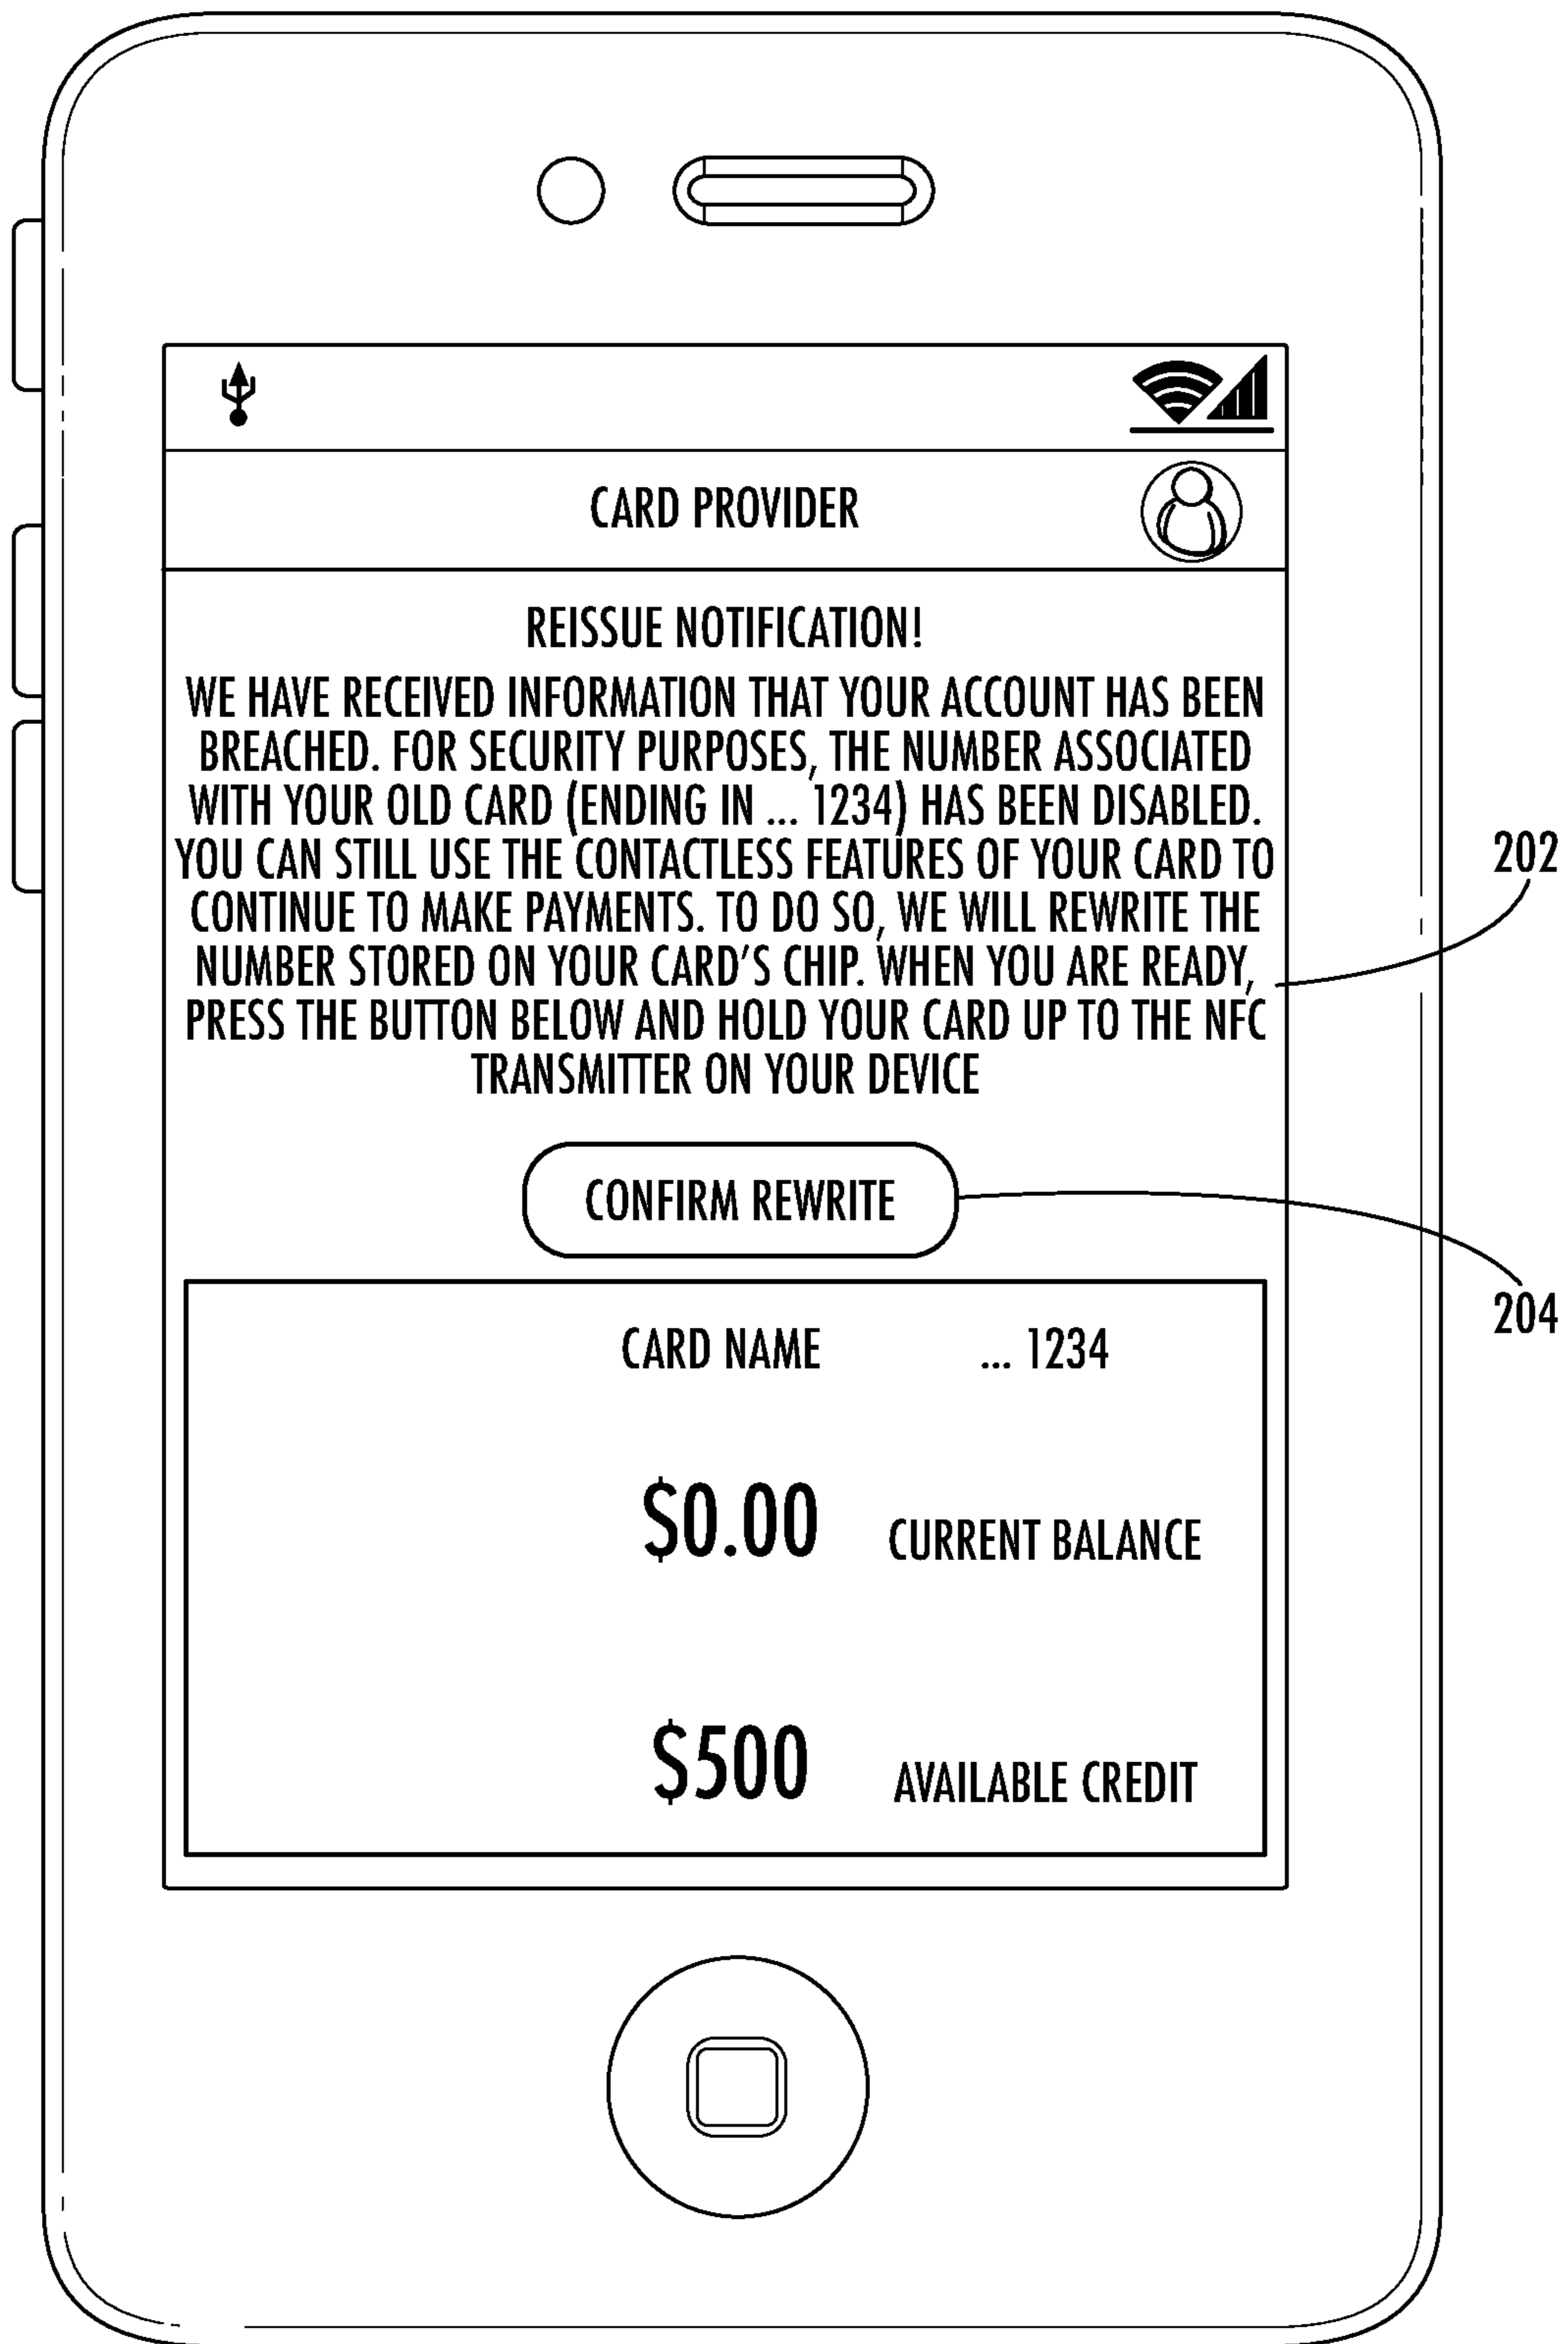 CARD PROVIDER
REISSUE NOTIFICATION!
WE HAVE RECEIVED INFORMATION THAT YOUR ACCOUNT HAS BEEN
BREACHED. FOR SECURITY PURPOSES, THE NUMBER ASSOCIATED
WITH YOUR OLD CARD (ENDING IN ... 1234) HAS BEEN DISABLED.
YOU CAN STILL USE THE CONTACTLESS FEATURES OF YOUR CARD TO
CONTINUE TO MAKE PAYMENTS. TO DO SO, WE WILL REWRITE THE
NUMBER STORED ON YOUR CARD'S CHIP. WHEN YOU ARE READY,
PRESS THE BUTTON BELOW AND HOLD YOUR CARD UP TO THE NFC
TRANSMITTER ON YOUR DEVICE
202
CONFIRM REWRITE
204
CARD NAME ... 1234
$0.00 CURRENT BALANCE
$500 AVAILABLE CREDIT